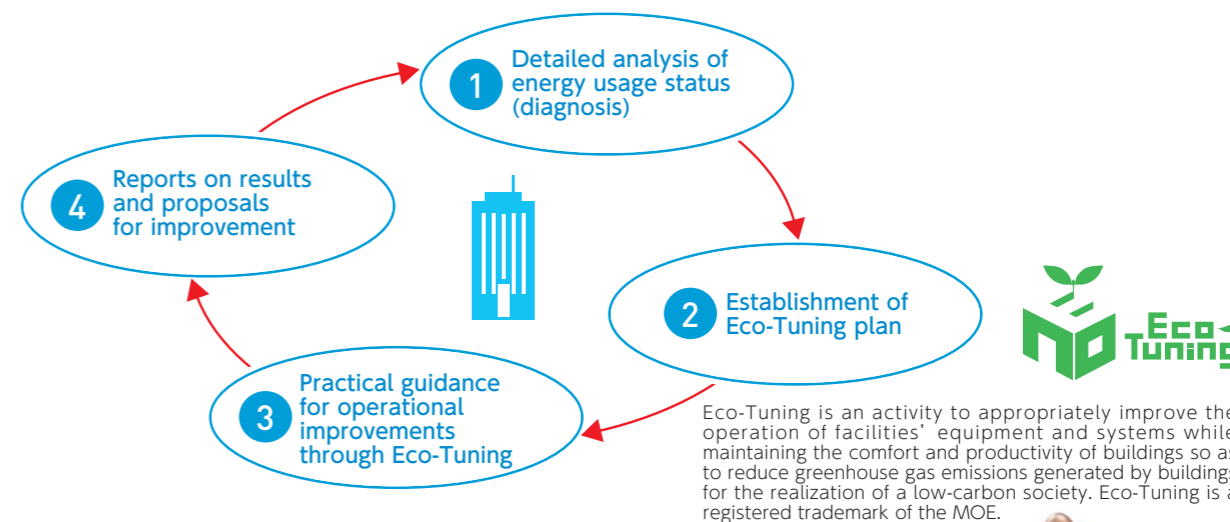 1
Detailed analysis of
energy usage status
(diagnosis)
4
Reports on results
and proposals
for improvement
2
Establishment of
Eco-Tuning plan
3
Practical guidance
for operational
improvements
through Eco-Tuning
Eco
Tuning
Eco-Tuning is an activity to appropriately improve the
operation of facilities’ equipment and systems while
maintaining the comfort and productivity of buildings so as
to reduce greenhouse gas emissions generated by buildings
for the realization of a low-carbon society. Eco-Tuning is a
registered trademark of the MOE.